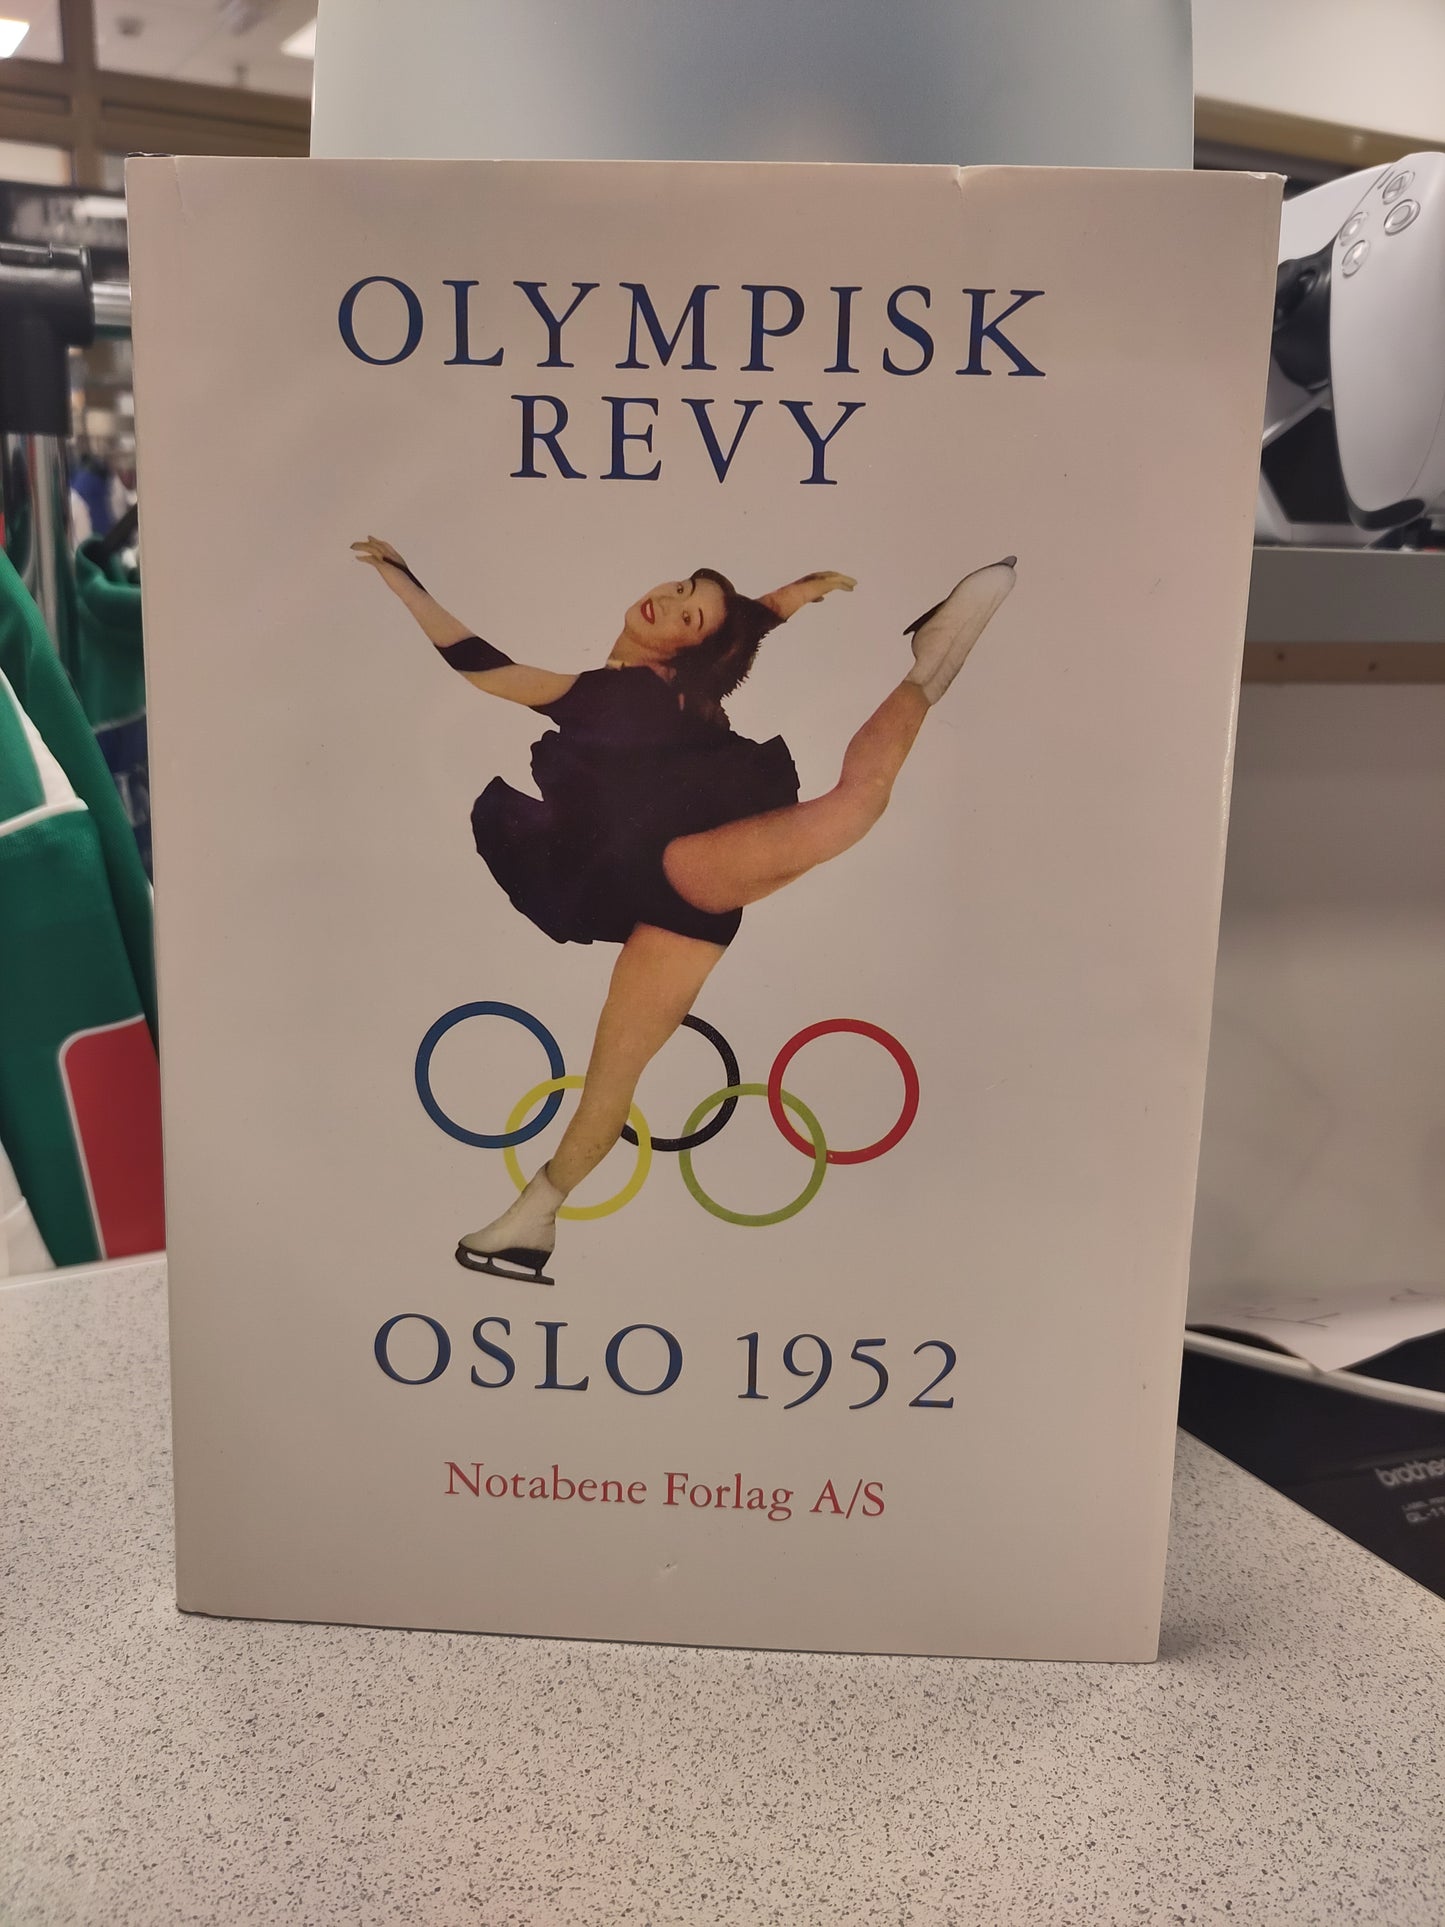 OLYMPISK
REVY
OSLO 1952
Notabene Forlag A/S